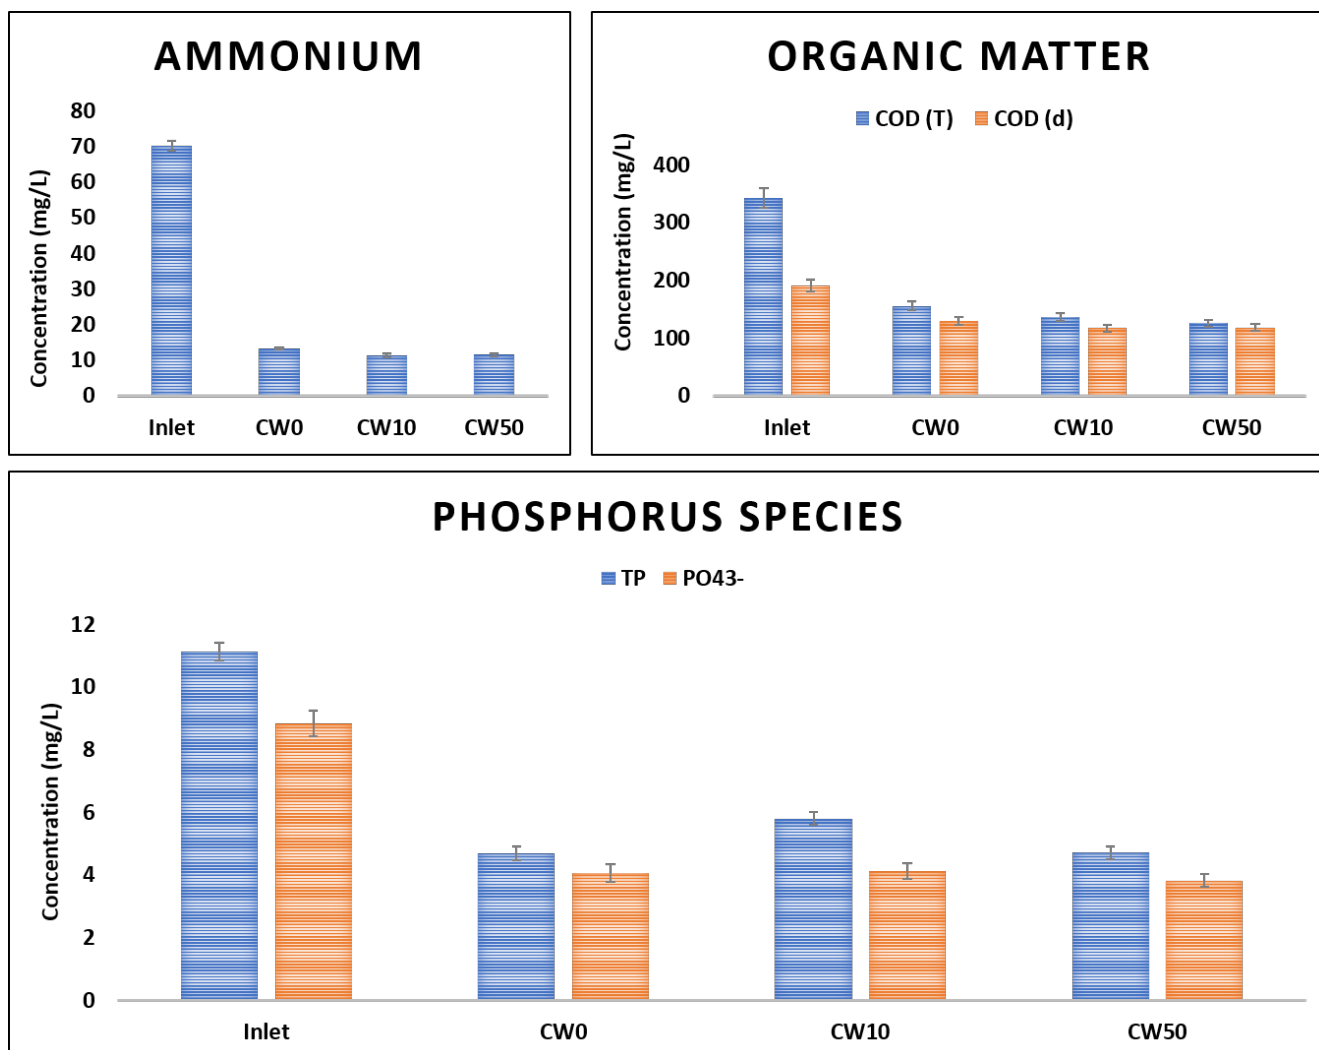 AMMONIUM
Concentration (mg/L)
80
70
60
50
40
30
20
10
0
Inlet CW0 CW10 CW50
ORGANIC MATTER
COD (T) COD (d)
Concentration (mg/L)
400
300
200
100
0
Inlet CW0 CW10 CW50
PHOSPHORUS SPECIES
TP PO43-
Concentration (mg/L)
12
10
8
6
4
2
0
Inlet CW0 CW10 CW50